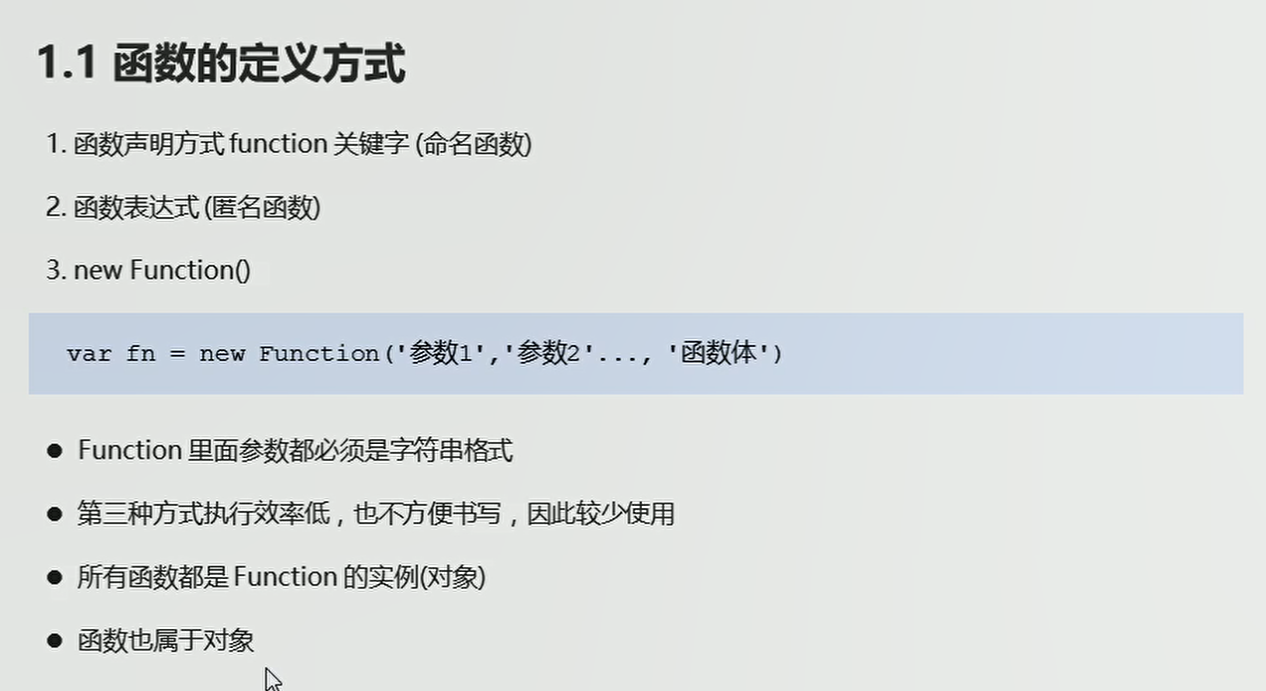 1.1 函数的定义方式
1. 函数声明方式 function 关键字 (命名函数)
2. 函数表达式 (匿名函数)
3. new Function()
var fn = new Function('参数1','参数2'..., '函数体')
● Function 里面参数都必须是字符串格式
● 第三种方式执行效率低，也不方便书写，因此较少使用
● 所有函数都是 Function 的实例(对象)
● 函数也属于对象